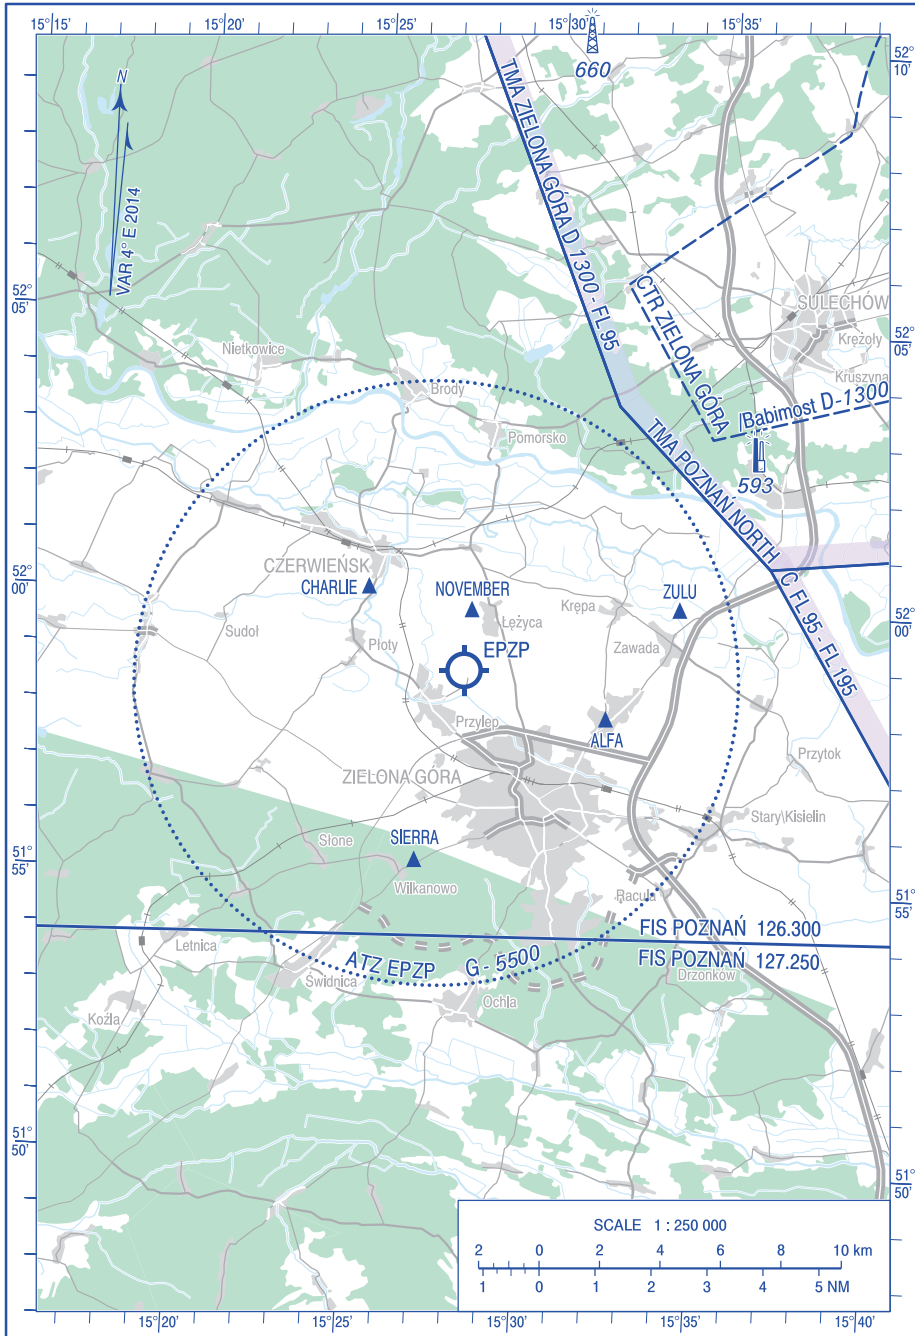 15°15' 15°20' 15°25' 15°30' 15°35'
660
52°
10'
N
VAR 4° E 2014
TMA ZIELONA GÓRA D 1300 - FL 95
52°
05'
CTR ZIELONA GÓRA
/Babimost D-1300
SULECHÓW
Krężoły
52°
05'
Kruszyna
Nietkowice
Brody
Pomorsko
593
TMA POZNAŃ NORTH C FL 95 - FL 195
52°
00'
CZERWIEŃSK
CHARLIE
NOVEMBER
ZULU
Krępa
Łężyca
52°
00'
Sudoł
Płoty
EPZP
Zawada
Przylep
ALFA
Przytok
ZIELONA GÓRA
Stary\Kisielin
SIERRA
Słone
51°
55'
Wilkanowo
Racula
51°
55'
FIS POZNAŃ 126.300
Letnica
ATZ EPZP G - 5500
FIS POZNAŃ 127.250
Drzonków
Świdnica
Ochla
Koźla
51°
50'
51°
50'
SCALE 1 : 250 000
2 0 2 4 6 8 10 km
1 0 1 2 3 4 5 NM
15°20' 15°25' 15°30' 15°35' 15°40'